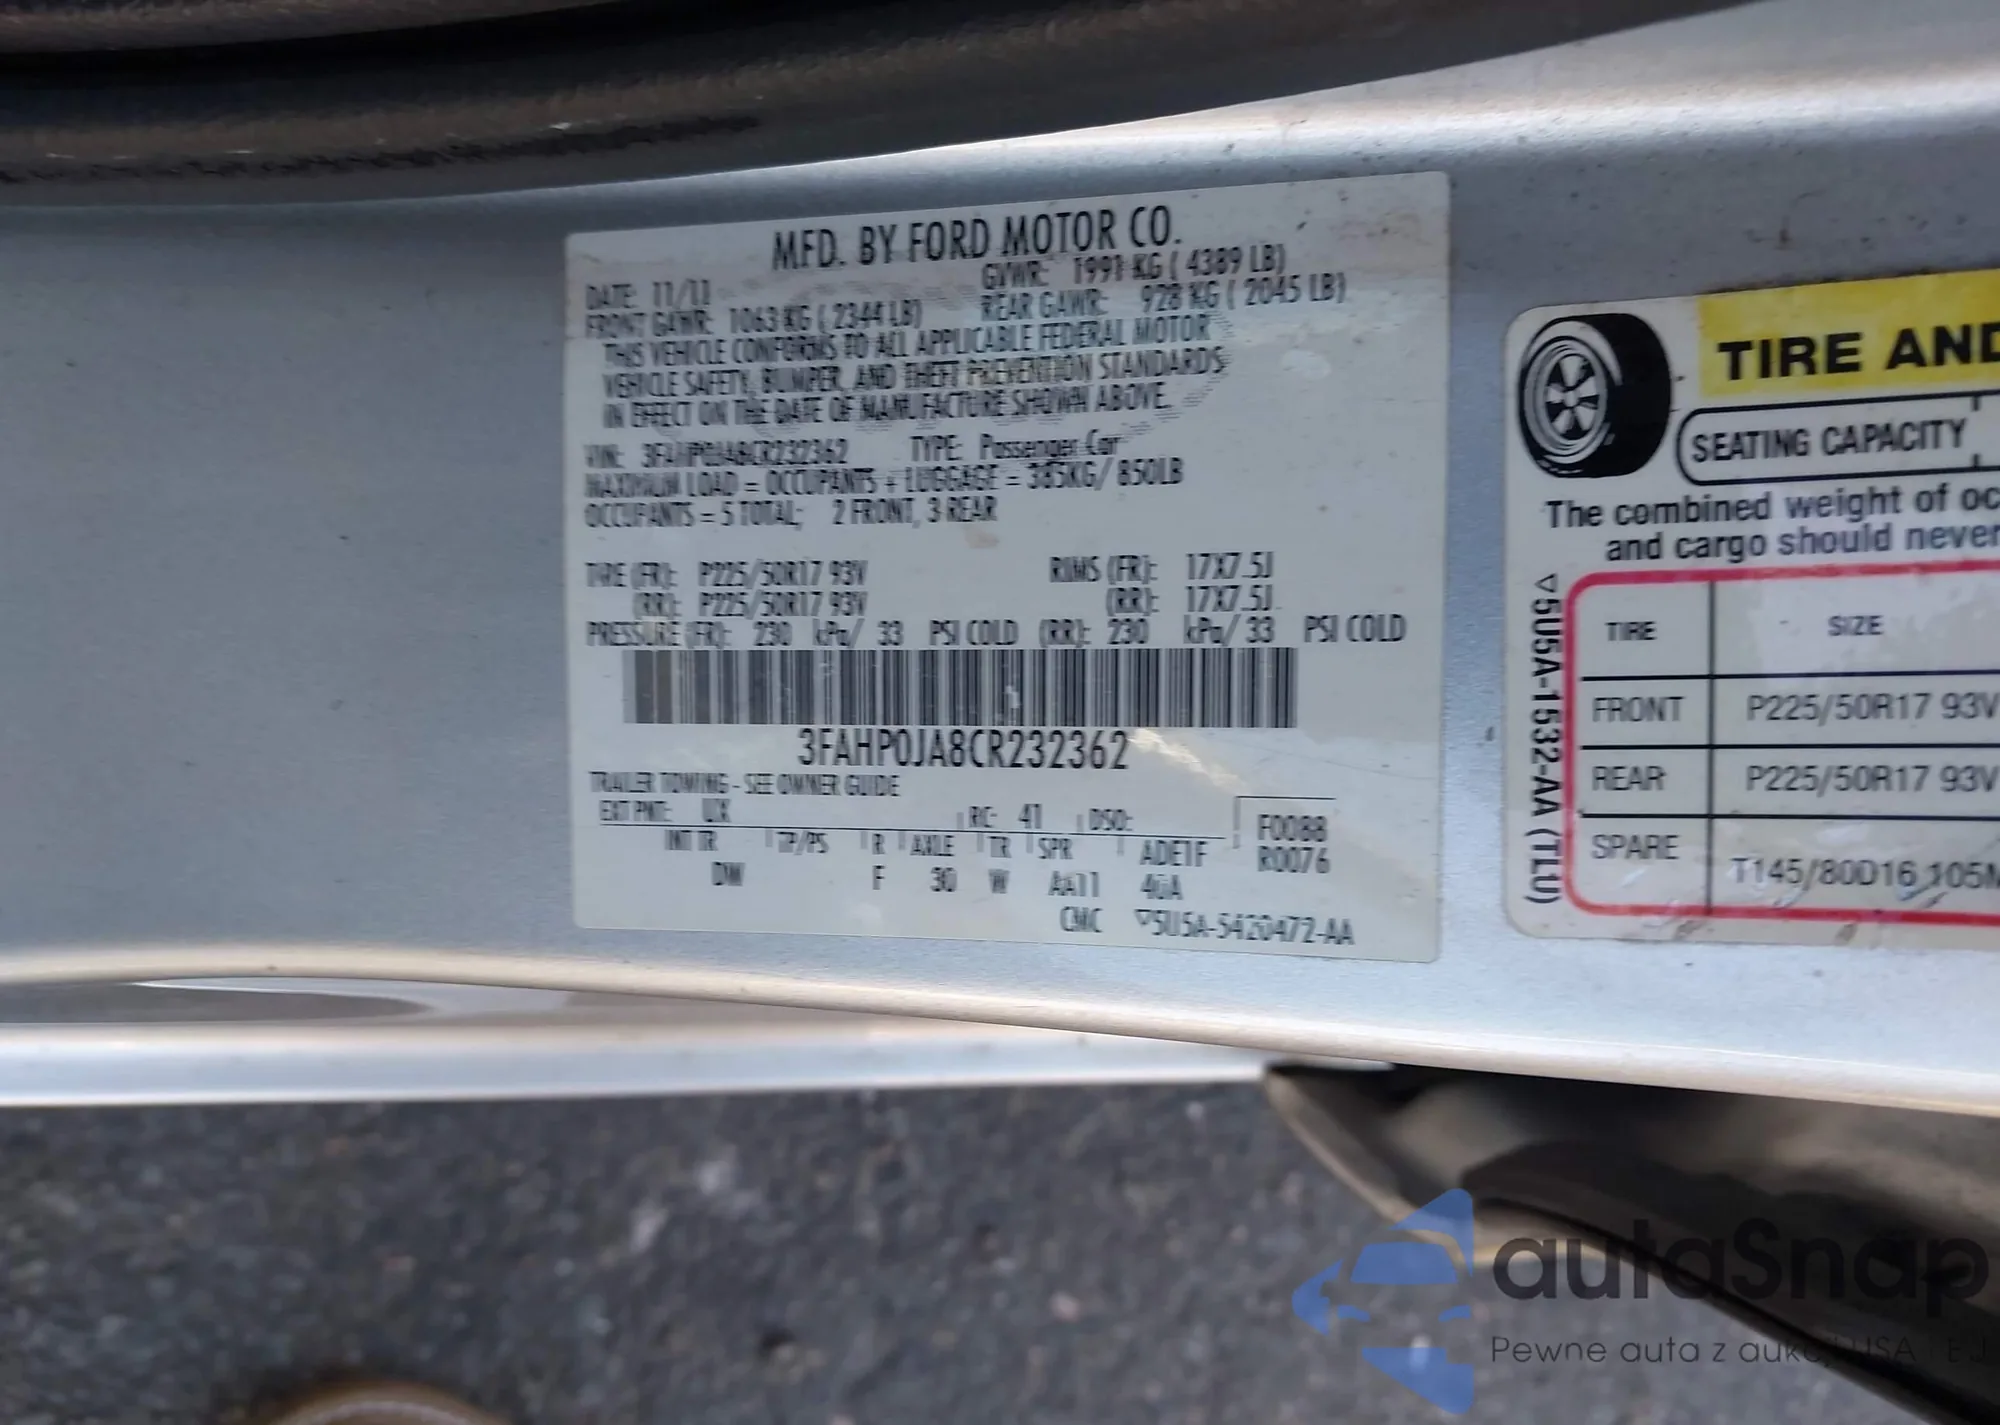 MFD. BY FORD MOTOR CO.
DATE: 11/11 GVWR: 1991 KG ( 4389 LB)
FRONT GAWR: 1063 KG ( 2344 LB) REAR GAWR: 928 KG ( 2045 LB)
THIS VEHICLE CONFORMS TO ALL APPLICABLE FEDERAL MOTOR
VEHICLE SAFETY, BUMPER, AND THEFT PREVENTION STANDARDS
IN EFFECT ON THE DATE OF MANUFACTURE SHOWN ABOVE.
VIN: 3FAHP0JA8CR232362 TYPE: Passenger Car
MAXIMUM LOAD = OCCUPANTS + LUGGAGE = 385KG/ 850LB
OCCUPANTS = 5 TOTAL; 2 FRONT, 3 REAR
TIRE (FR): P225/50R17 93V RIMS (FR): 17X7.5J
(RR): P225/50R17 93V (RR): 17X7.5J
PRESSURE (FR): 230 kPa/ 33 PSI COLD (RR): 230 kPa/ 33 PSI COLD
3FAHP0JA8CR232362
TRAILER TOWING - SEE OWNER GUIDE
EXT PNT: UX RC: 41 DSO: F0088
INT TR TP/PS R AXLE TR SPR ADE1F R0076
DW F 30 W AA11 4GA
CMC ▽5U5A-5420472-AA
TIRE AND
SEATING CAPACITY
The combined weight of oc
and cargo should never
▽5U5A-1532-AA (TL0)
TIRE SIZE
FRONT P225/50R17 93V
REAR P225/50R17 93V
SPARE T145/80D16 105M
autaSnap
Pewne auta z aukcji USA i EU